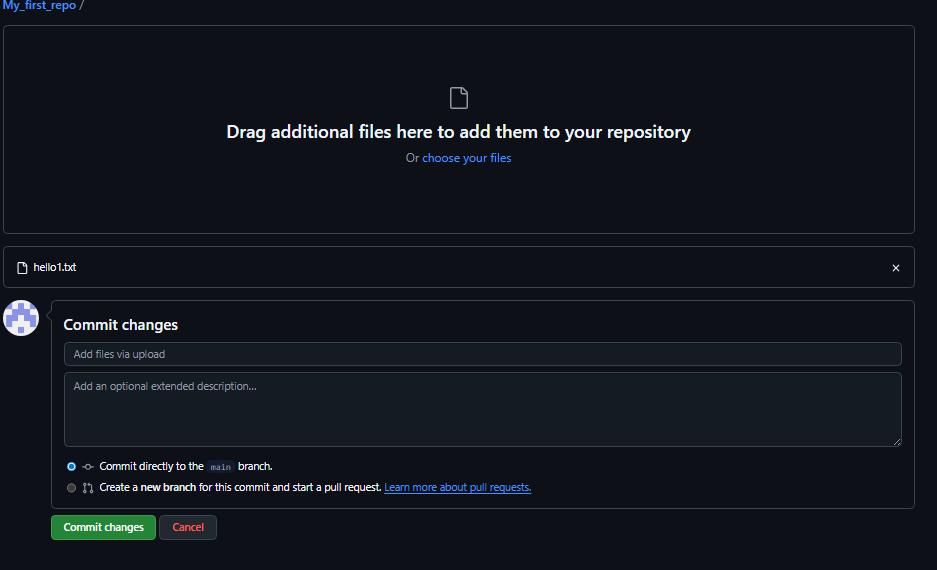 My_first_repo /
Drag additional files here to add them to your repository
Or choose your files
hello1.txt
Commit changes
Add files via upload
Add an optional extended description...
Commit directly to the main branch.
Create a new branch for this commit and start a pull request. Learn more about pull requests.
Commit changes Cancel